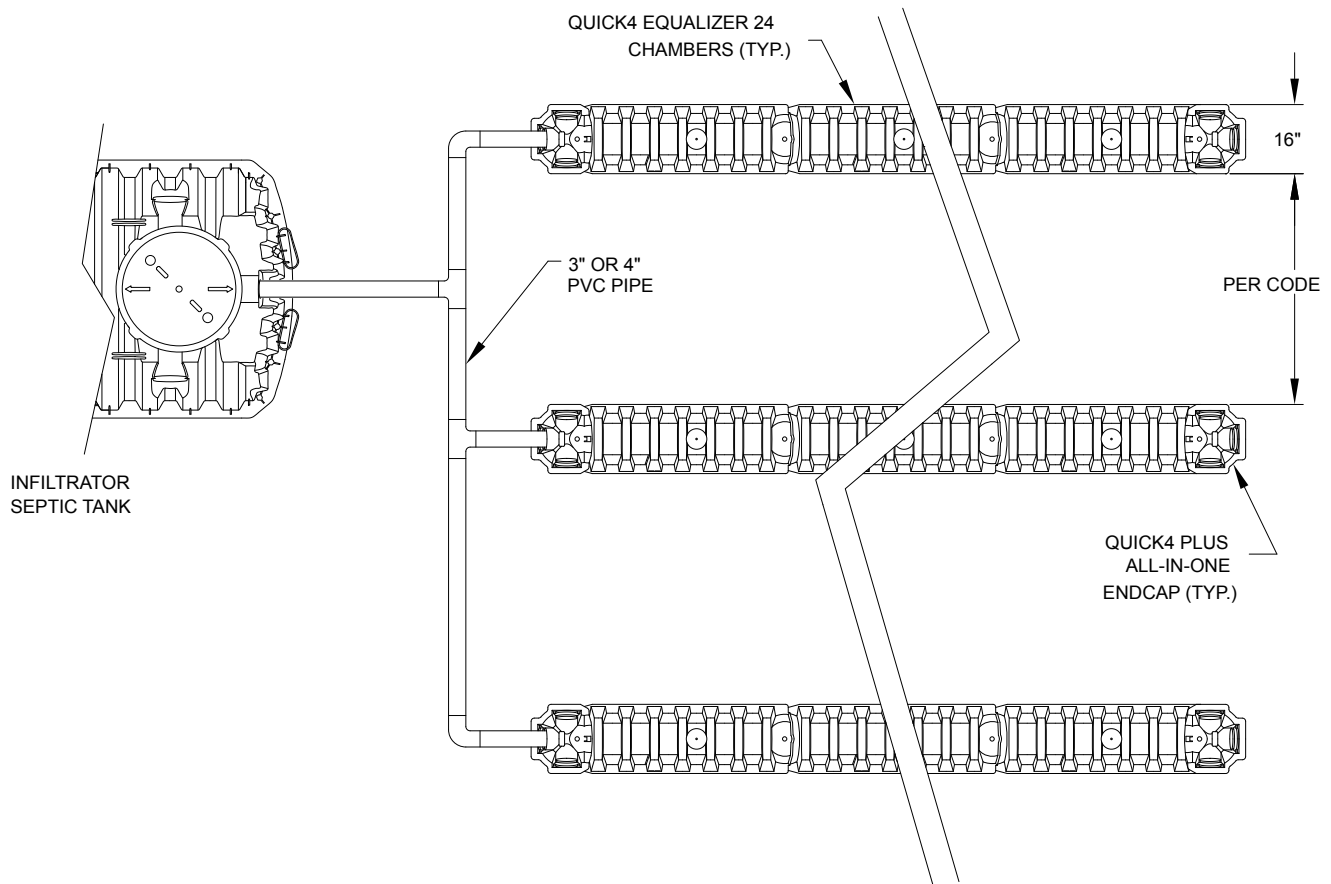 QUICK4 EQUALIZER 24
CHAMBERS (TYP.)
16"
3" OR 4"
PVC PIPE
PER CODE
INFILTRATOR
SEPTIC TANK
QUICK4 PLUS
ALL-IN-ONE
ENDCAP (TYP.)